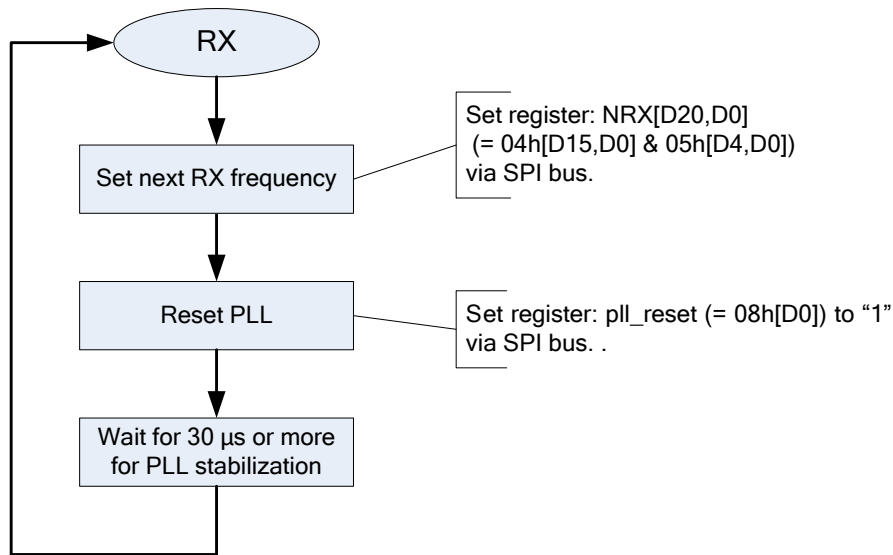 RX
Set next RX frequency
Set register: NRX[D20,D0]
(= 04h[D15,D0] & 05h[D4,D0])
via SPI bus.
Reset PLL
Set register: pll_reset (= 08h[D0]) to “1”
via SPI bus. .
Wait for 30 µs or more
for PLL stabilization